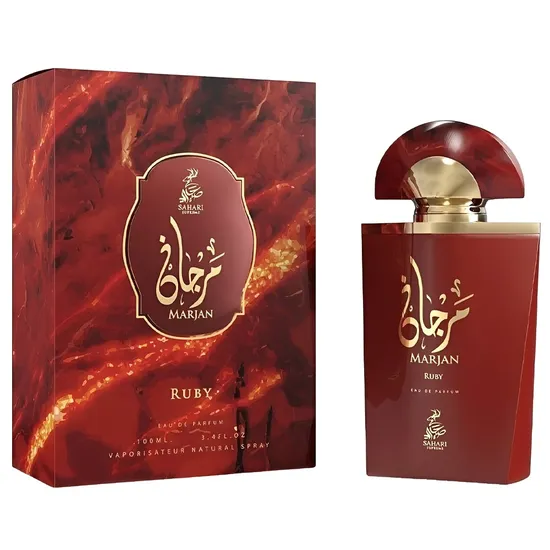 SAHARI
SUPREME
مرجان
MARJAN
RUBY
EAU DE PARFUM
100ML. 3.4FL.OZ
VAPORISATEUR NATURAL SPRAY
مرجان
MARJAN
RUBY
EAU DE PARFUM
SAHARI
SUPREME